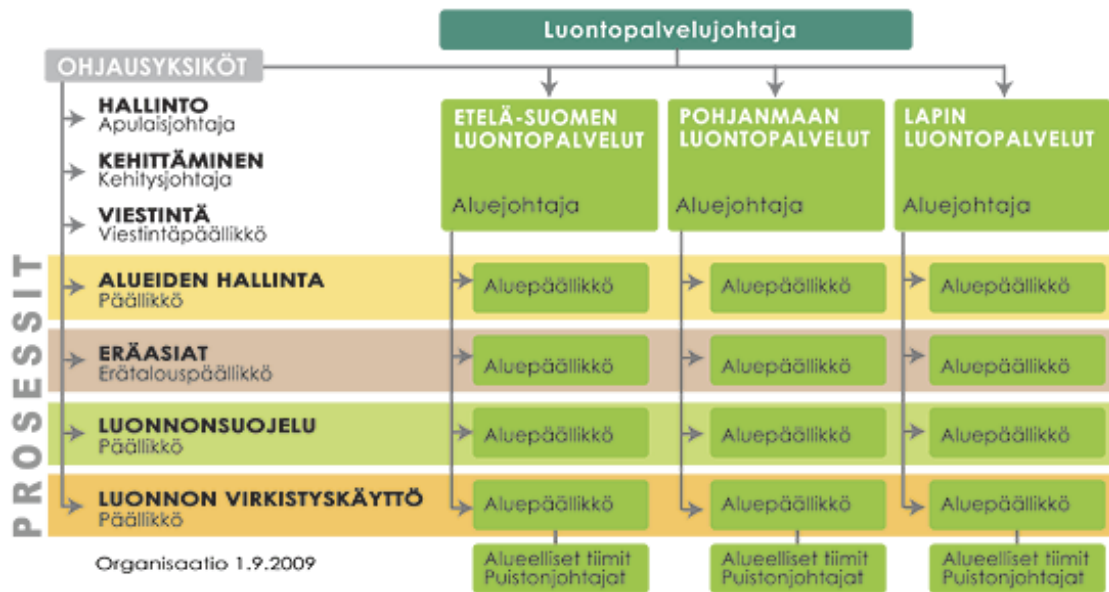 Luontopalvelujohtaja
OHJAUSYKSIKÖT
HALLINTO
Apulaisjohtaja
KEHITTÄMINEN
Kehitysjohtaja
VIESTINTÄ
Viestintäpäällikkö
ETELÄ-SUOMEN
LUONTOPALVELUT
Aluejohtaja
POHJANMAAN
LUONTOPALVELUT
Aluejohtaja
LAPIN
LUONTOPALVELUT
Aluejohtaja
PROSESSIT
ALUEIDEN HALLINTA
Päällikkö
Aluepäällikkö
Aluepäällikkö
Aluepäällikkö
ERÄASIAT
Erätalouspäällikkö
Aluepäällikkö
Aluepäällikkö
Aluepäällikkö
LUONNONSUOJELU
Päällikkö
Aluepäällikkö
Aluepäällikkö
Aluepäällikkö
LUONNON VIRKISTYSKÄYTTÖ
Päällikkö
Aluepäällikkö
Aluepäällikkö
Aluepäällikkö
Organisaatio 1.9.2009
Alueelliset tiimit
Puistonjohtajat
Alueelliset tiimit
Puistonjohtajat
Alueelliset tiimit
Puistonjohtajat